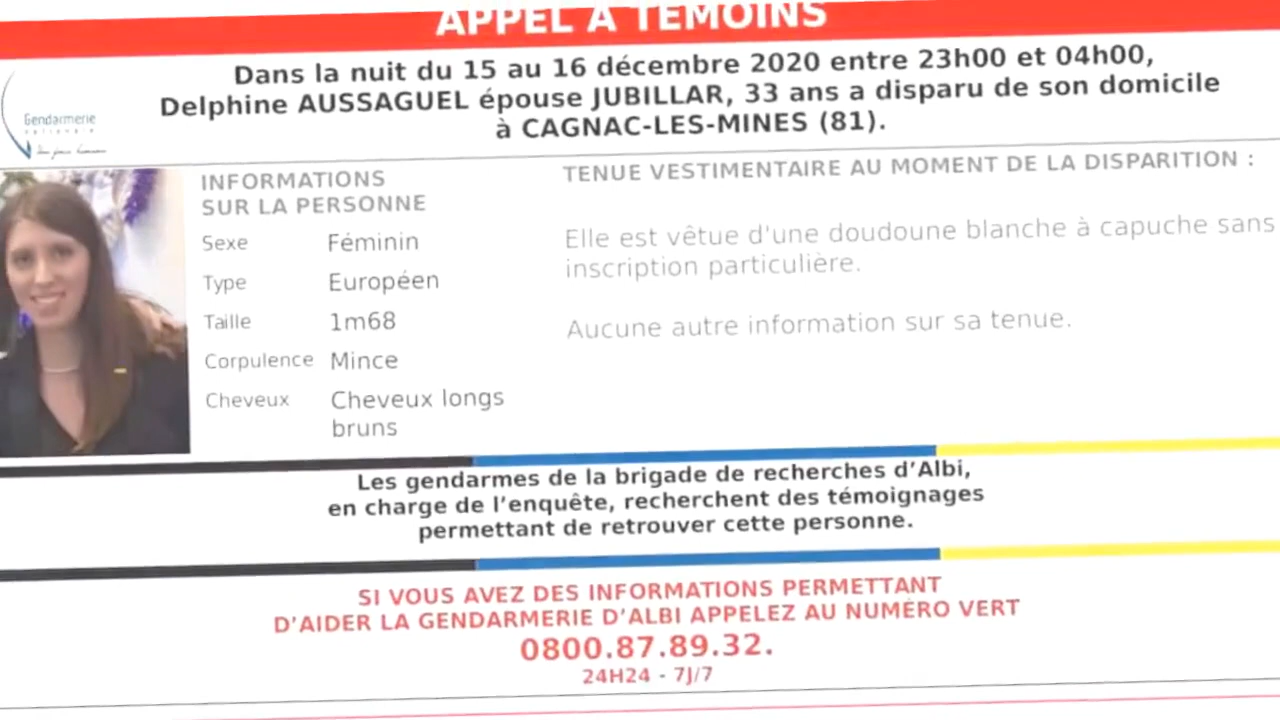 APPEL À TÉMOINS
Dans la nuit du 15 au 16 décembre 2020 entre 23h00 et 04h00,
Delphine AUSSAGUEL épouse JUBILLAR, 33 ans a disparu de son domicile
à CAGNAC-LES-MINES (81).
Gendarmerie
nationale
INFORMATIONS
SUR LA PERSONNE
Sexe Féminin
Type Européen
Taille 1m68
Corpulence Mince
Cheveux Cheveux longs
bruns
TENUE VESTIMENTAIRE AU MOMENT DE LA DISPARITION :
Elle est vêtue d'une doudoune blanche à capuche sans
inscription particulière.
Aucune autre information sur sa tenue.
Les gendarmes de la brigade de recherches d’Albi,
en charge de l’enquête, recherchent des témoignages
permettant de retrouver cette personne.
SI VOUS AVEZ DES INFORMATIONS PERMETTANT
D’AIDER LA GENDARMERIE D’ALBI APPELEZ AU NUMÉRO VERT
0800.87.89.32.
24H24 - 7J/7